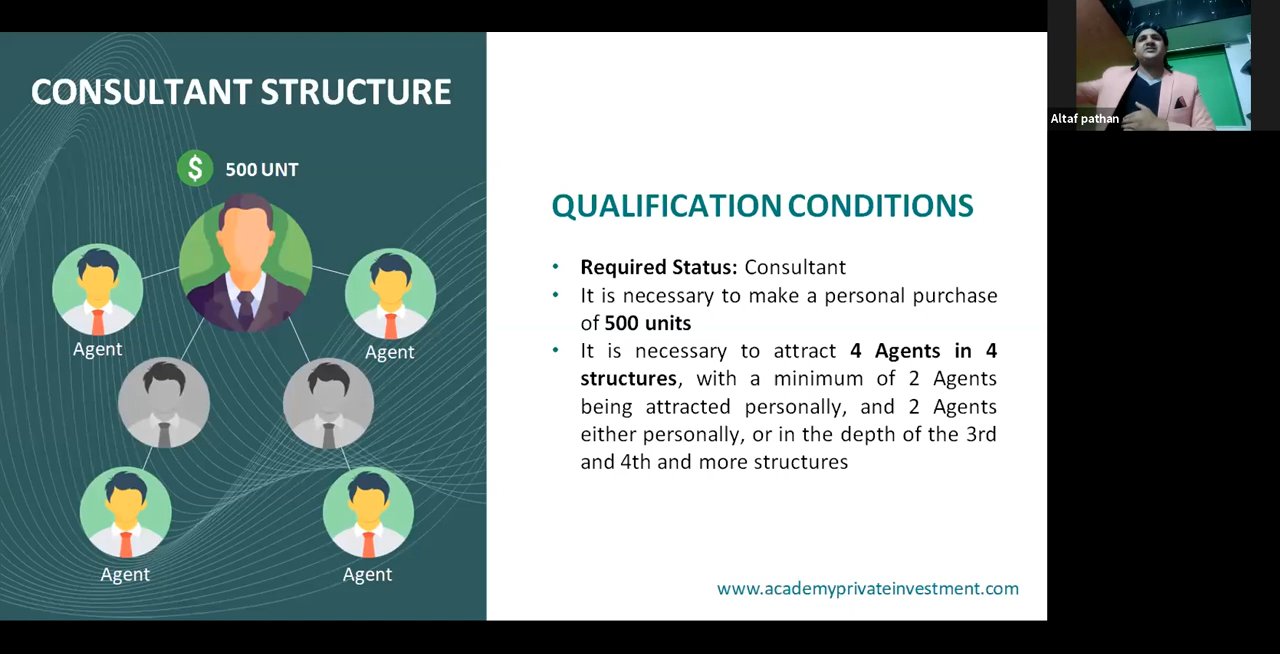 CONSULTANT STRUCTURE
500 UNT
Agent
Agent
Agent
Agent
QUALIFICATION CONDITIONS
• Required Status: Consultant
• It is necessary to make a personal purchase
of 500 units
• It is necessary to attract 4 Agents in 4
structures, with a minimum of 2 Agents
being attracted personally, and 2 Agents
either personally, or in the depth of the 3rd
and 4th and more structures
www.academyprivateinvestment.com
Altaf pathan